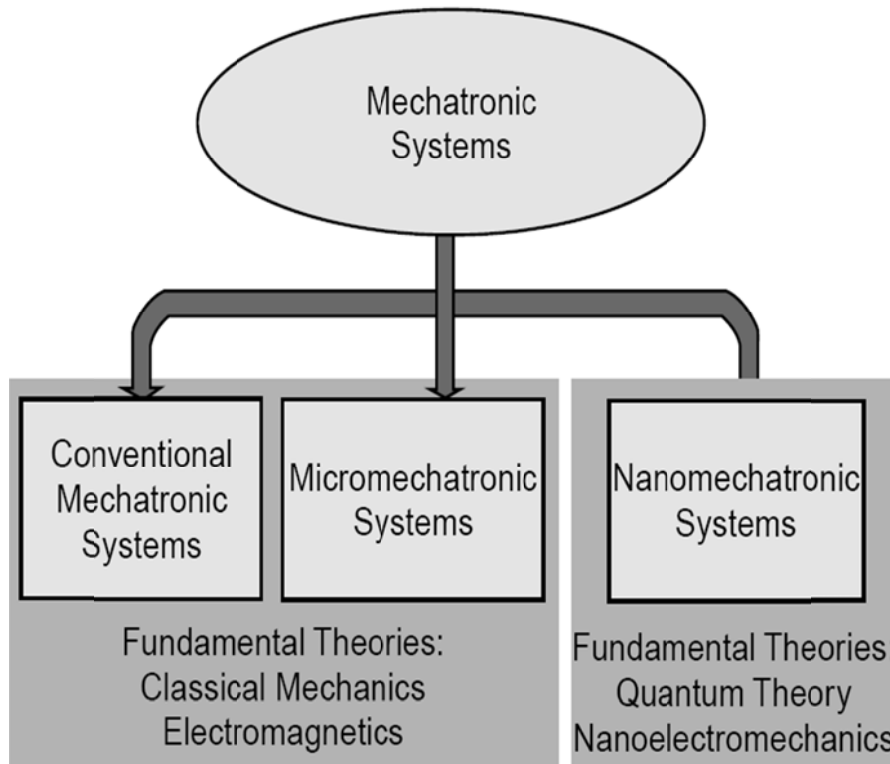 Mechatronic
Systems
Conventional
Mechatronic
Systems
Micromechatronic
Systems
Nanomechatronic
Systems
Fundamental Theories:
Classical Mechanics
Electromagnetics
Fundamental Theories:
Quantum Theory
Nanoelectromechanics